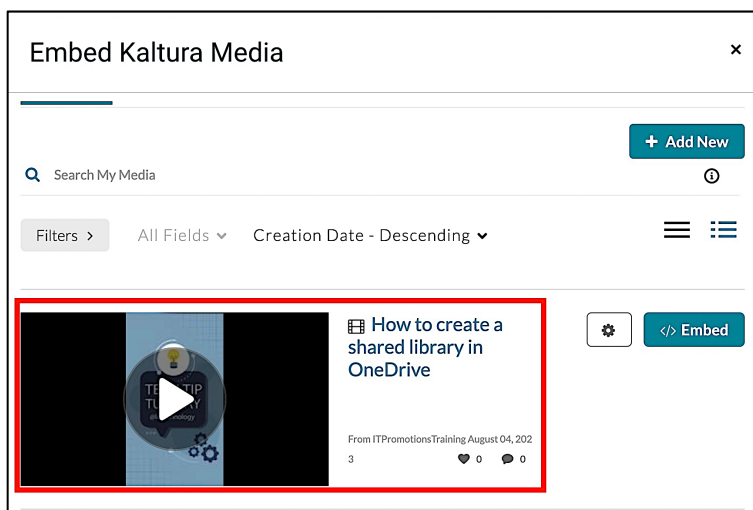 Embed Kaltura Media
×
+ Add New
Search My Media
Filters >
All Fields
Creation Date - Descending
How to create a
shared library in
OneDrive
</> Embed
From ITPromotionsTraining August 04, 202
3
0
0